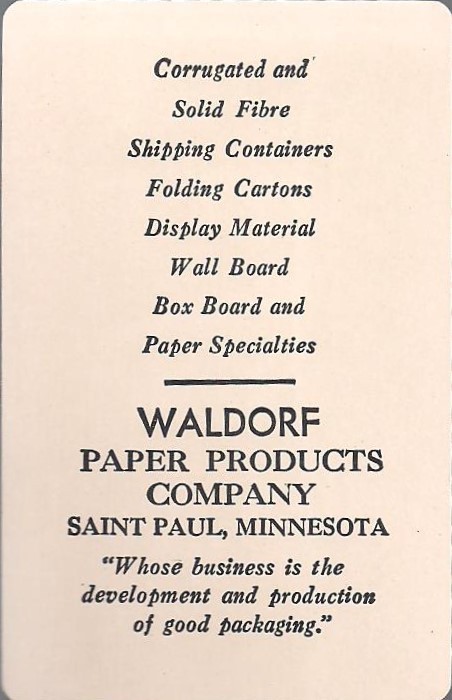 Corrugated and
Solid Fibre
Shipping Containers
Folding Cartons
Display Material
Wall Board
Box Board and
Paper Specialties
WALDORF
PAPER PRODUCTS
COMPANY
SAINT PAUL, MINNESOTA
"Whose business is the
development and production
of good packaging."